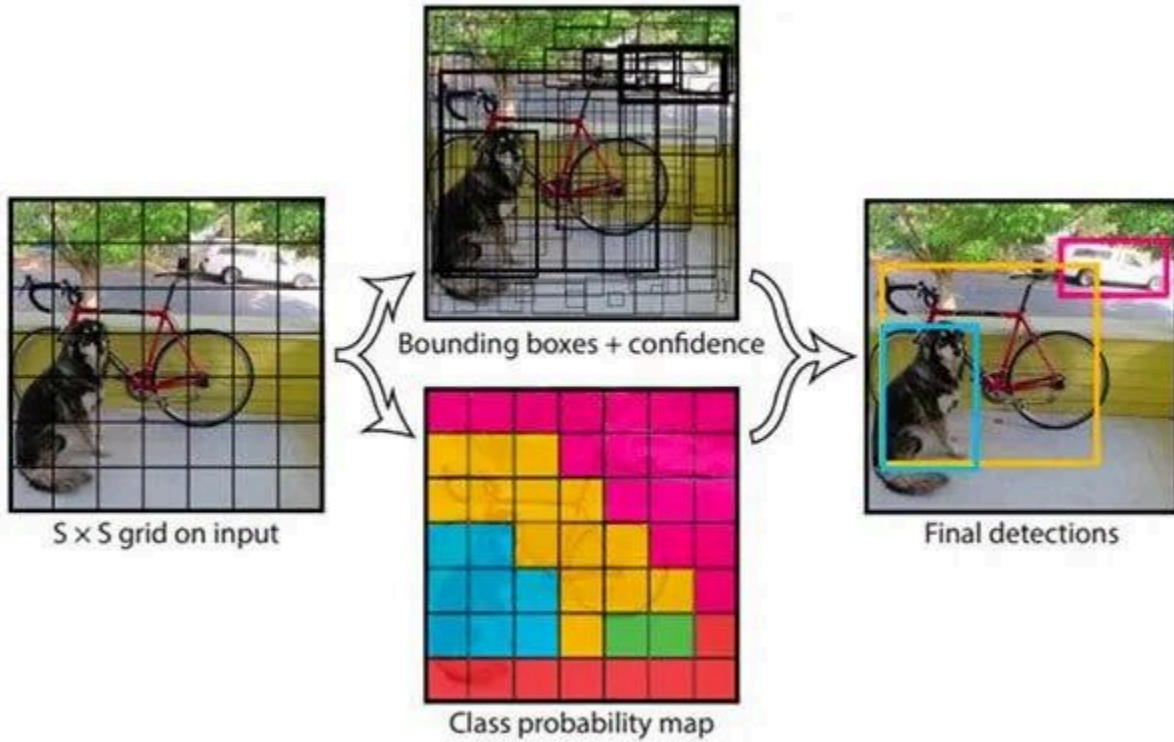 Bounding boxes + confidence
S × S grid on input
Final detections
Class probability map